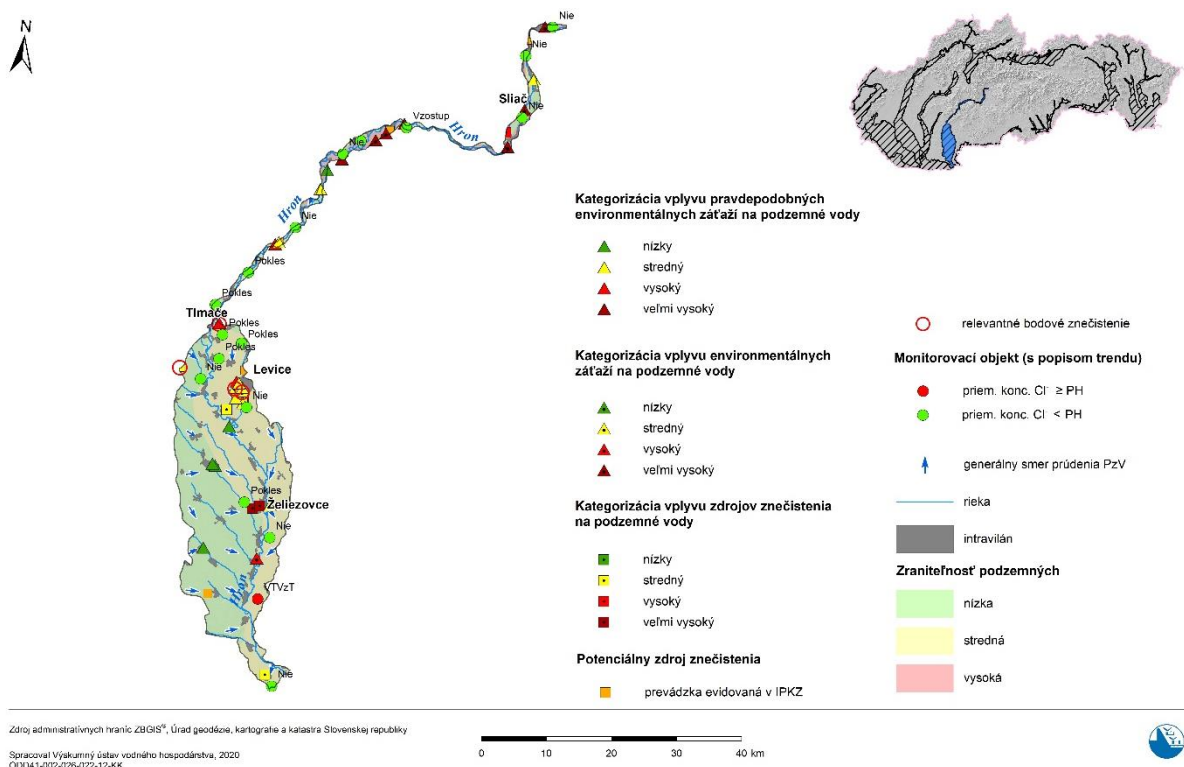 N
Nie
Nie
Sliač
Nie
Vzostup
Hron
Nie
Hron
Nie
Pokles
Pokles
Tlmače
Pokles
Pokles
Pokles
Nie
Levice
Nie
Pokles
Želiezovce
Nie
Hron
VTVzT
Nie
Kategorizácia vplyvu pravdepodobných
environmentálnych záťaží na podzemné vody
nízky
stredný
vysoký
veľmi vysoký
Kategorizácia vplyvu environmentálnych
záťaží na podzemné vody
nízky
stredný
vysoký
veľmi vysoký
Kategorizácia vplyvu zdrojov znečistenia
na podzemné vody
nízky
stredný
vysoký
veľmi vysoký
Potenciálny zdroj znečistenia
prevádzka evidovaná v IPKZ
relevantné bodové znečistenie
Monitorovací objekt (s popisom trendu)
priem. konc. Cl⁻ ≥ PH
priem. konc. Cl⁻ < PH
generálny smer prúdenia PzV
rieka
intravilán
Zraniteľnosť podzemných
nízka
stredná
vysoká
Zdroj administratívnych hraníc ZBGIS®, Úrad geodézie, kartografie a katastra Slovenskej republiky
Spracoval Výskumný ústav vodného hospodárstva, 2020
0 10 20 30 40 km